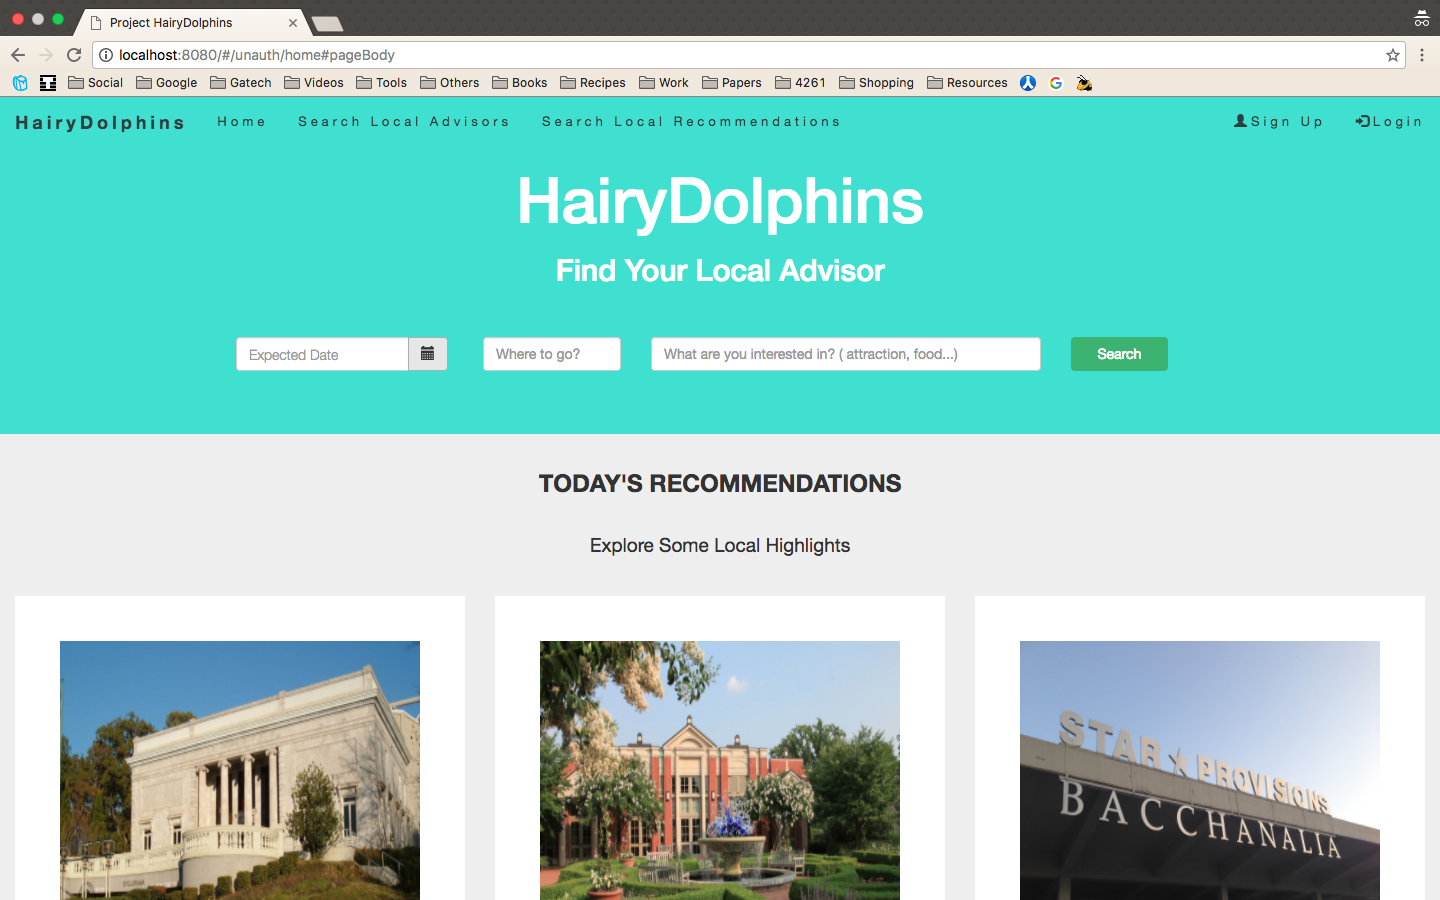 Project HairyDolphins
localhost:8080/#/unauth/home#pageBody
Social Google Gatech Videos Tools Others Books Recipes Work Papers 4261 Shopping Resources
HairyDolphins Home Search Local Advisors Search Local Recommendations Sign Up Login
HairyDolphins
Find Your Local Advisor
Expected Date Where to go? What are you interested in? ( attraction, food...) Search
TODAY'S RECOMMENDATIONS
Explore Some Local Highlights
STAR ★ PROVISIONS
BACCHANALIA